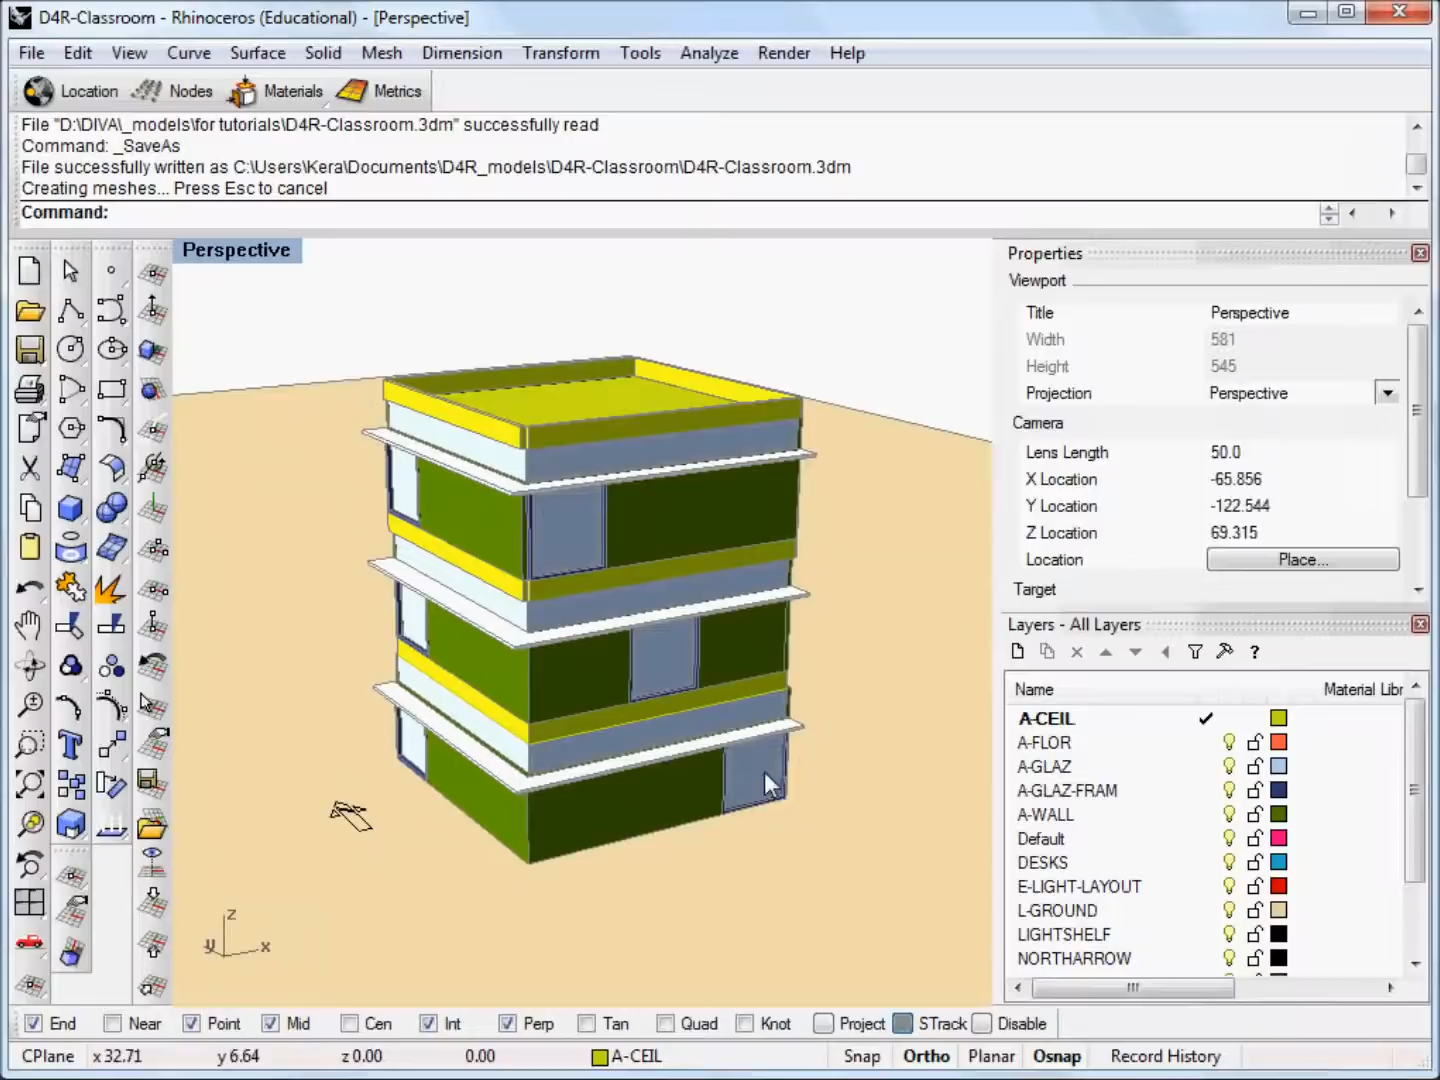 D4R-Classroom - Rhinoceros (Educational) - [Perspective]
File Edit View Curve Surface Solid Mesh Dimension Transform Tools Analyze Render Help
Location Nodes Materials Metrics
File "D:\DIVA\_models\for tutorials\D4R-Classroom.3dm" successfully read
Command: _SaveAs
File successfully written as C:\Users\Kera\Documents\D4R_models\D4R-Classroom\D4R-Classroom.3dm
Creating meshes... Press Esc to cancel
Command:
Perspective
z
y x
Properties
Viewport
Title Perspective
Width 581
Height 545
Projection Perspective
Camera
Lens Length 50.0
X Location -65.856
Y Location -122.544
Z Location 69.315
Location Place...
Target
Layers - All Layers
?
Name Material Libr
A-CEIL
A-FLOR
A-GLAZ
A-GLAZ-FRAM
A-WALL
Default
DESKS
E-LIGHT-LAYOUT
L-GROUND
LIGHTSHELF
NORTHARROW
End Near Point Mid Cen Int Perp Tan Quad Knot Project STrack Disable
CPlane x 32.71 y 6.64 z 0.00 0.00 A-CEIL Snap Ortho Planar Osnap Record History